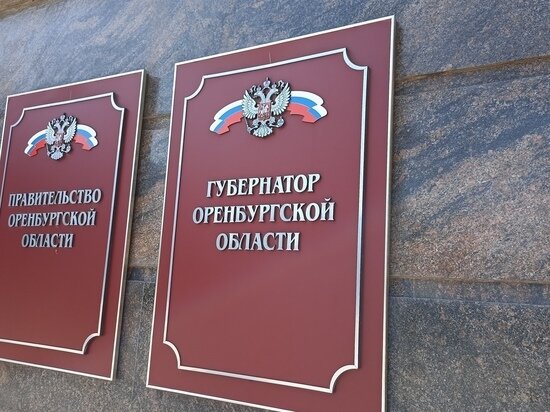 ПРАВИТЕЛЬСТВО
ОРЕНБУРГСКОЙ
ОБЛАСТИ
ГУБЕРНАТОР
ОРЕНБУРГСКОЙ
ОБЛАСТИ